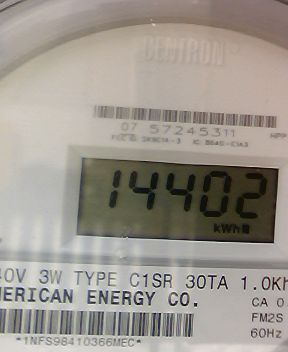 CENTRON
07 57245311
14402
kWh
40V 3W TYPE C1SR 30TA 1.0Kh
MERICAN ENERGY CO.
CA 0
FM2S
60Hz
*1NFS98410366MEC*